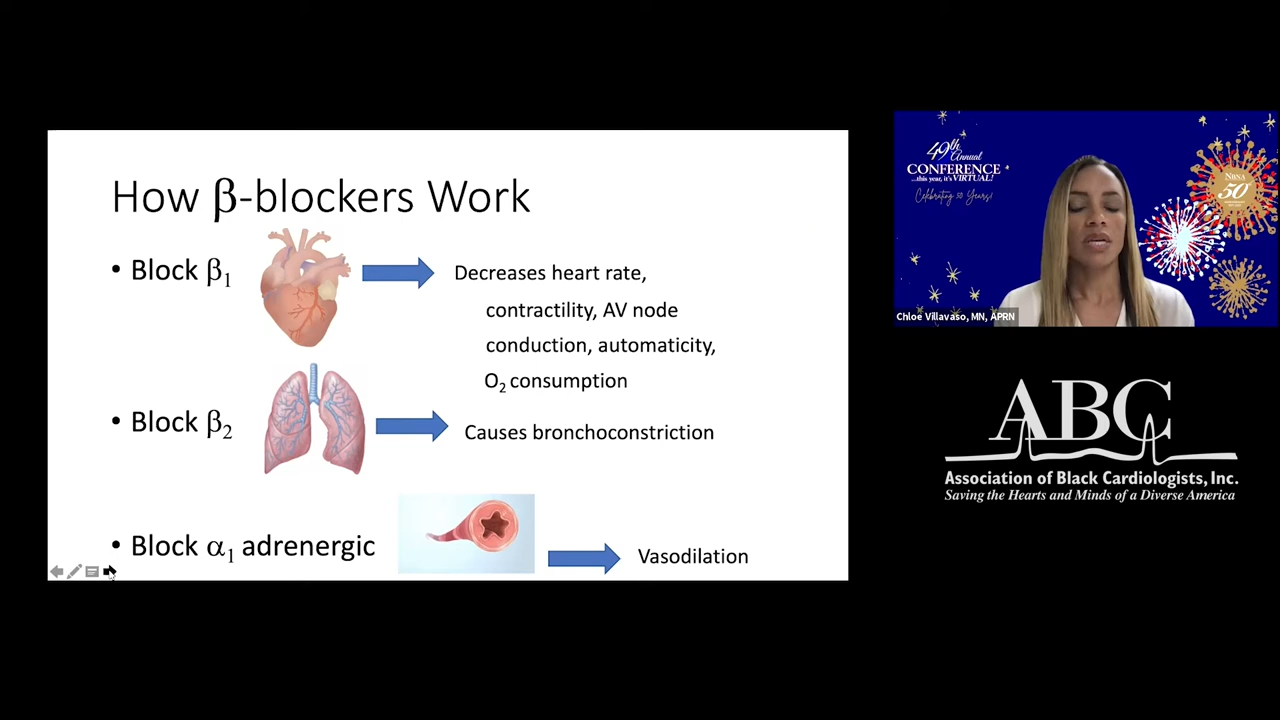 How β-blockers Work
• Block β1
Decreases heart rate,
contractility, AV node
conduction, automaticity,
O2 consumption
• Block β2
Causes bronchoconstriction
• Block α1 adrenergic
Vasodilation
49th Annual
CONFERENCE
...this year, it's VIRTUAL!
Celebrating 50 Years!
NBNA
50
Chloe Villavaso, MN, APRN
ABC
Association of Black Cardiologists, Inc.
Saving the Hearts and Minds of a Diverse America